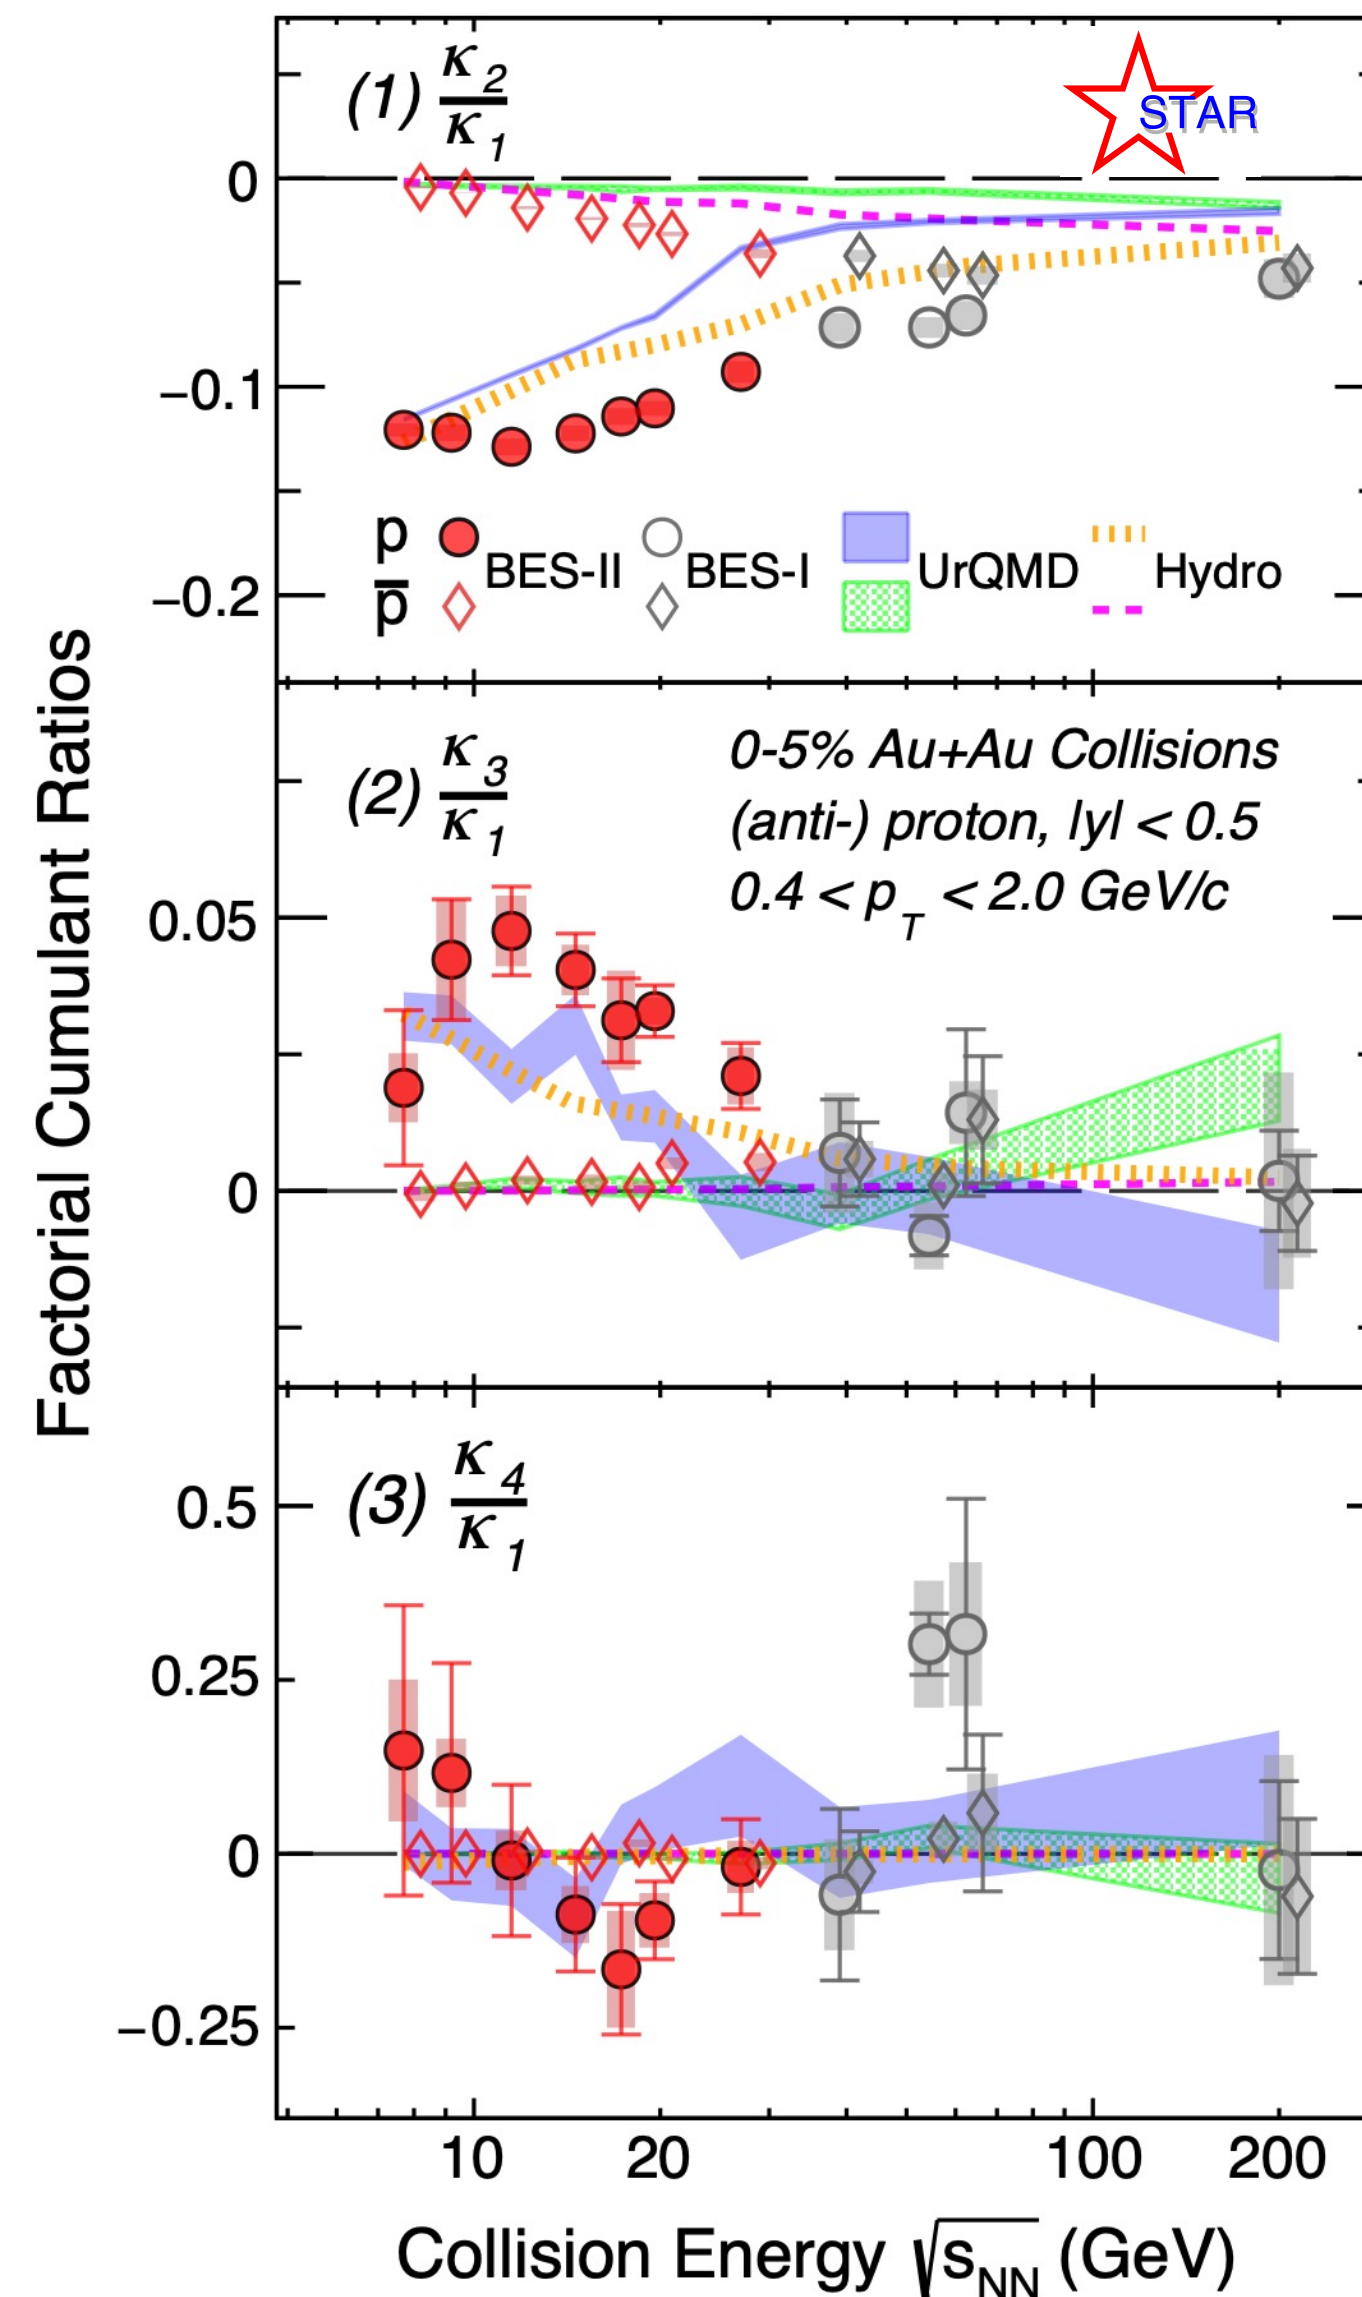 Factorial Cumulant Ratios
(1) κ2/κ1
STAR
0
−0.1
−0.2
p BES-II BES-I UrQMD Hydro
p̅
(2) κ3/κ1
0-5% Au+Au Collisions
(anti-) proton, |y| < 0.5
0.4 < pT < 2.0 GeV/c
0.05
0
(3) κ4/κ1
0.5
0.25
0
−0.25
10 20 100 200
Collision Energy √sNN (GeV)